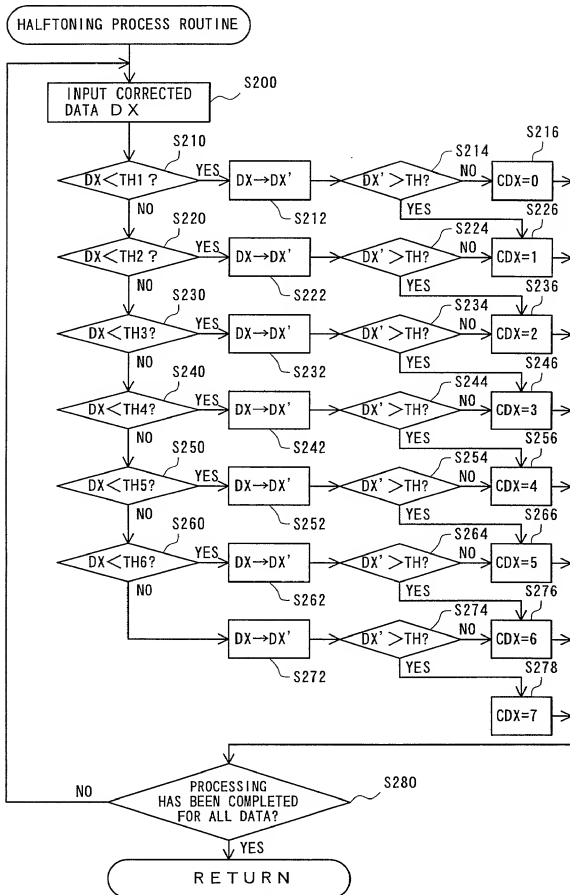 HALFTONING PROCESS ROUTINE
S200
INPUT CORRECTED
DATA DX
S210
DX<TH1?
YES
NO
DX→DX'
S212
S214
DX'>TH?
NO
YES
S216
CDX=0
S220
DX<TH2?
YES
NO
DX→DX'
S222
S224
DX'>TH?
NO
YES
S226
CDX=1
S230
DX<TH3?
YES
NO
DX→DX'
S232
S234
DX'>TH?
NO
YES
S236
CDX=2
S240
DX<TH4?
YES
NO
DX→DX'
S242
S244
DX'>TH?
NO
YES
S246
CDX=3
S250
DX<TH5?
YES
NO
DX→DX'
S252
S254
DX'>TH?
NO
YES
S256
CDX=4
S260
DX<TH6?
YES
NO
DX→DX'
S262
S264
DX'>TH?
NO
YES
S266
CDX=5
DX→DX'
S272
S274
DX'>TH?
NO
YES
S276
CDX=6
S278
CDX=7
S280
PROCESSING
HAS BEEN COMPLETED
FOR ALL DATA?
NO
YES
RETURN